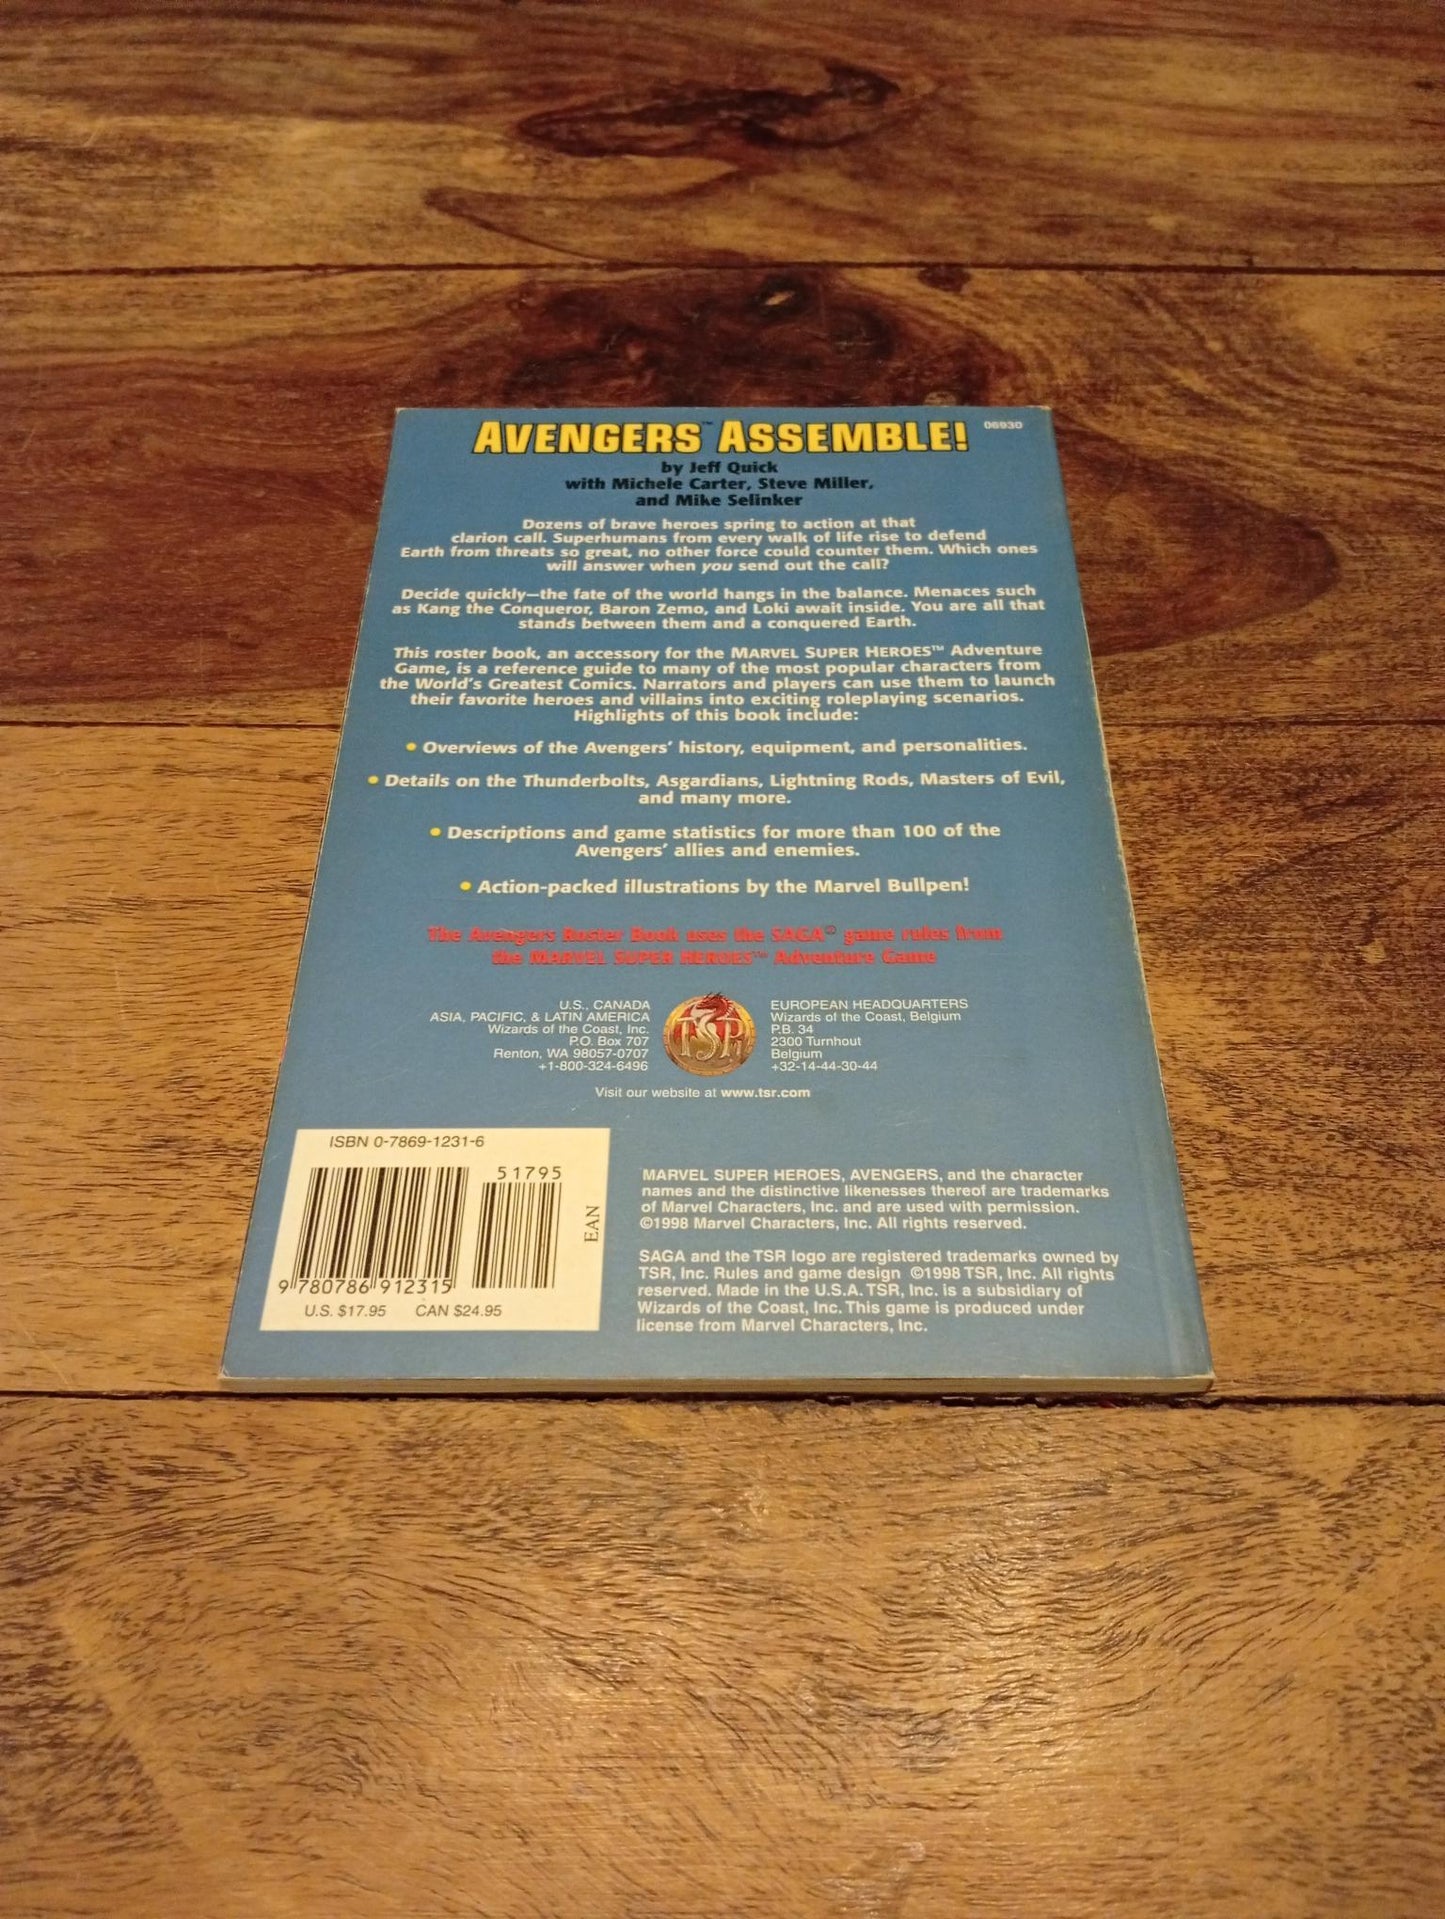 AVENGERS™ ASSEMBLE!
06930
by Jeff Quick
with Michele Carter, Steve Miller,
and Mike Selinker
Dozens of brave heroes spring to action at that
clarion call. Superhumans from every walk of life rise to defend
Earth from threats so great, no other force could counter them. Which ones
will answer when you send out the call?
Decide quickly—the fate of the world hangs in the balance. Menaces such
as Kang the Conqueror, Baron Zemo, and Loki await inside. You are all that
stands between them and a conquered Earth.
This roster book, an accessory for the MARVEL SUPER HEROES™ Adventure
Game, is a reference guide to many of the most popular characters from
the World's Greatest Comics. Narrators and players can use them to launch
their favorite heroes and villains into exciting roleplaying scenarios.
Highlights of this book include:
• Overviews of the Avengers' history, equipment, and personalities.
• Details on the Thunderbolts, Asgardians, Lightning Rods, Masters of Evil,
and many more.
• Descriptions and game statistics for more than 100 of the
Avengers' allies and enemies.
• Action-packed illustrations by the Marvel Bullpen!
The Avengers Roster Book uses the SAGA® game rules from
the MARVEL SUPER HEROES™ Adventure Game
U.S., CANADA
ASIA, PACIFIC, & LATIN AMERICA
Wizards of the Coast, Inc.
P.O. Box 707
Renton, WA 98057-0707
+1-800-324-6496
TSR
EUROPEAN HEADQUARTERS
Wizards of the Coast, Belgium
P.B. 34
2300 Turnhout
Belgium
+32-14-44-30-44
Visit our website at www.tsr.com
ISBN 0-7869-1231-6
51795
EAN
9 780786 912315
U.S. $17.95 CAN $24.95
MARVEL SUPER HEROES, AVENGERS, and the character
names and the distinctive likenesses thereof are trademarks
of Marvel Characters, Inc. and are used with permission.
©1998 Marvel Characters, Inc. All rights reserved.
SAGA and the TSR logo are registered trademarks owned by
TSR, Inc. Rules and game design ©1998 TSR, Inc. All rights
reserved. Made in the U.S.A. TSR, Inc. is a subsidiary of
Wizards of the Coast, Inc. This game is produced under
license from Marvel Characters, Inc.